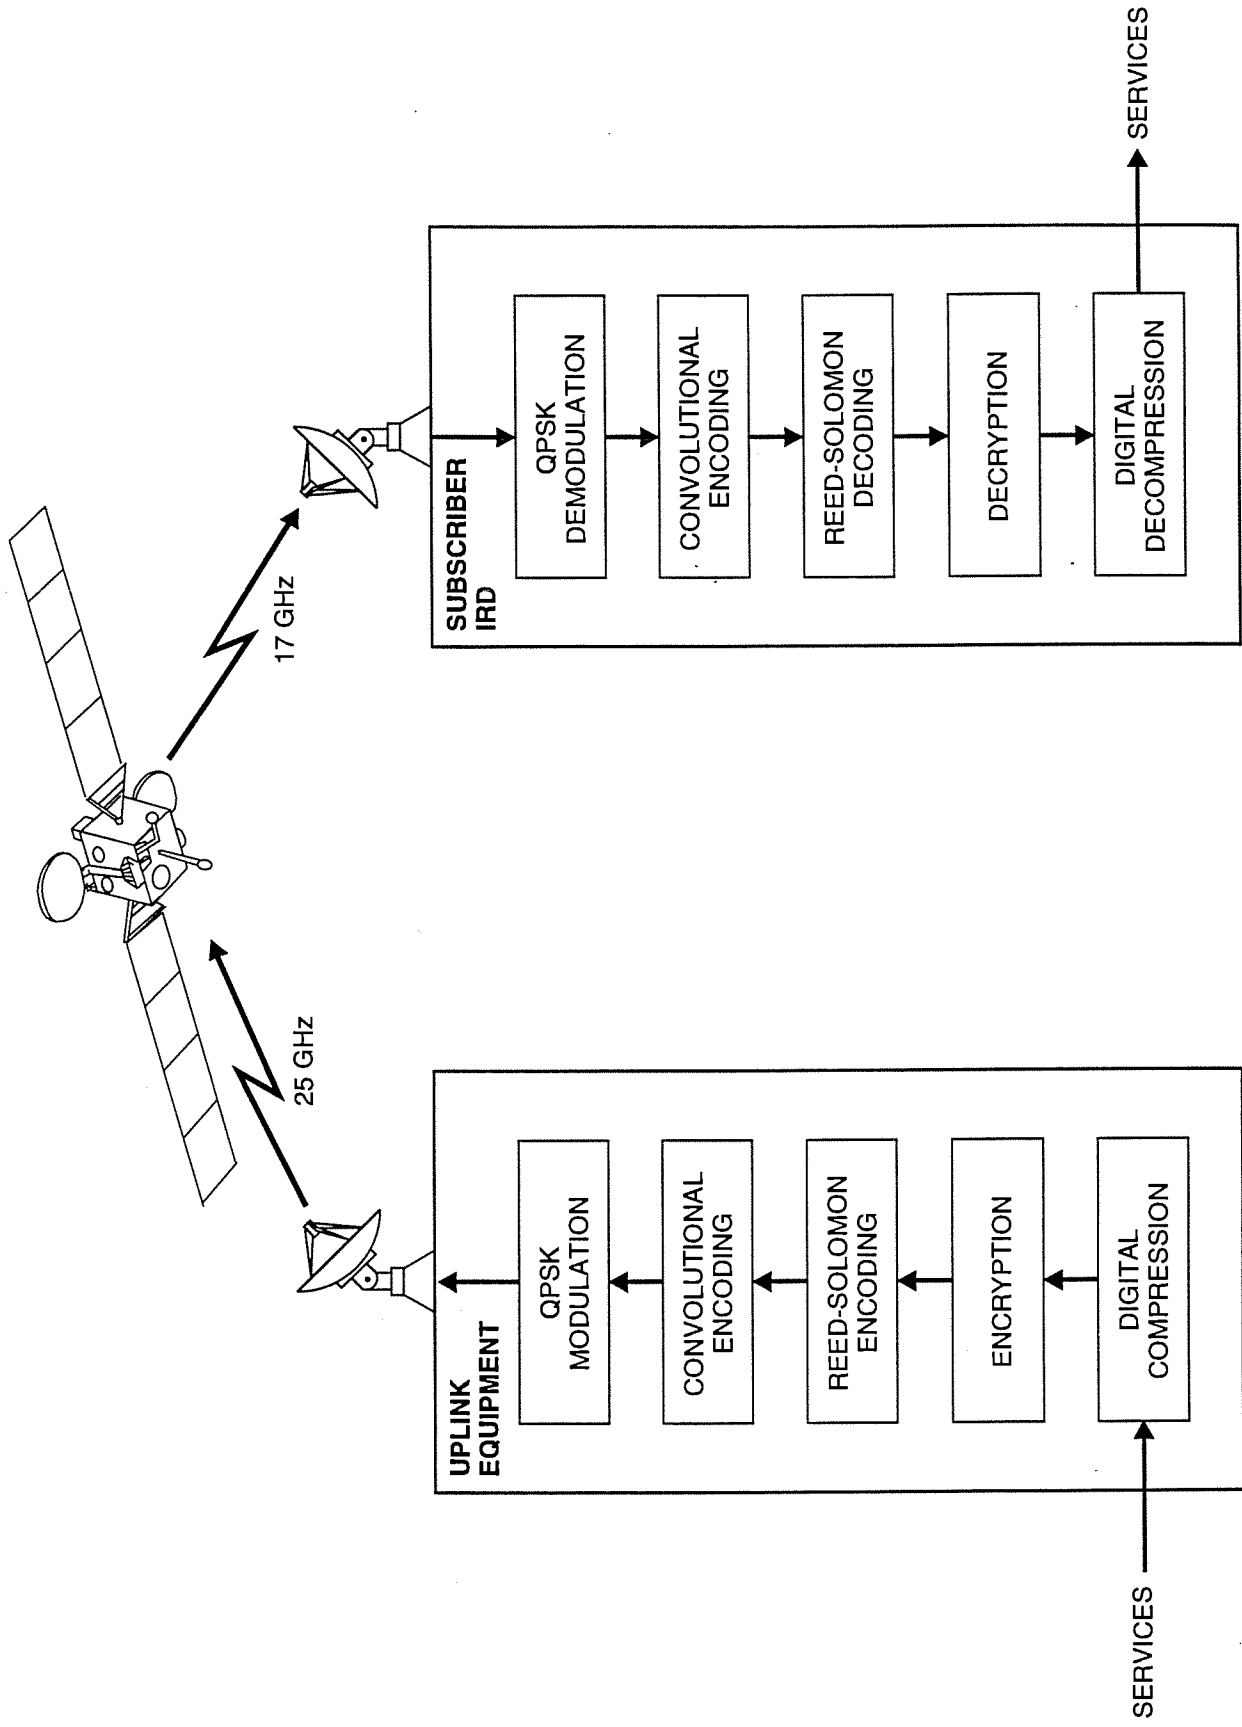 25 GHz
17 GHz
UPLINK
EQUIPMENT
QPSK
MODULATION
CONVOLUTIONAL
ENCODING
REED-SOLOMON
ENCODING
ENCRYPTION
DIGITAL
COMPRESSION
SERVICES
SUBSCRIBER
IRD
QPSK
DEMODULATION
CONVOLUTIONAL
ENCODING
REED-SOLOMON
DECODING
DECRYPTION
DIGITAL
DECOMPRESSION
SERVICES